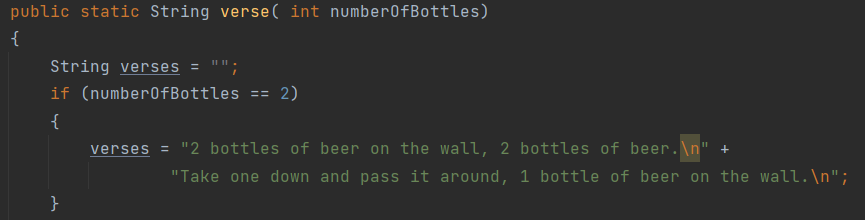 public static String verse( int numberOfBottles)
{
String verses = "";
if (numberOfBottles == 2)
{
verses = "2 bottles of beer on the wall, 2 bottles of beer.\n" +
"Take one down and pass it around, 1 bottle of beer on the wall.\n";
}